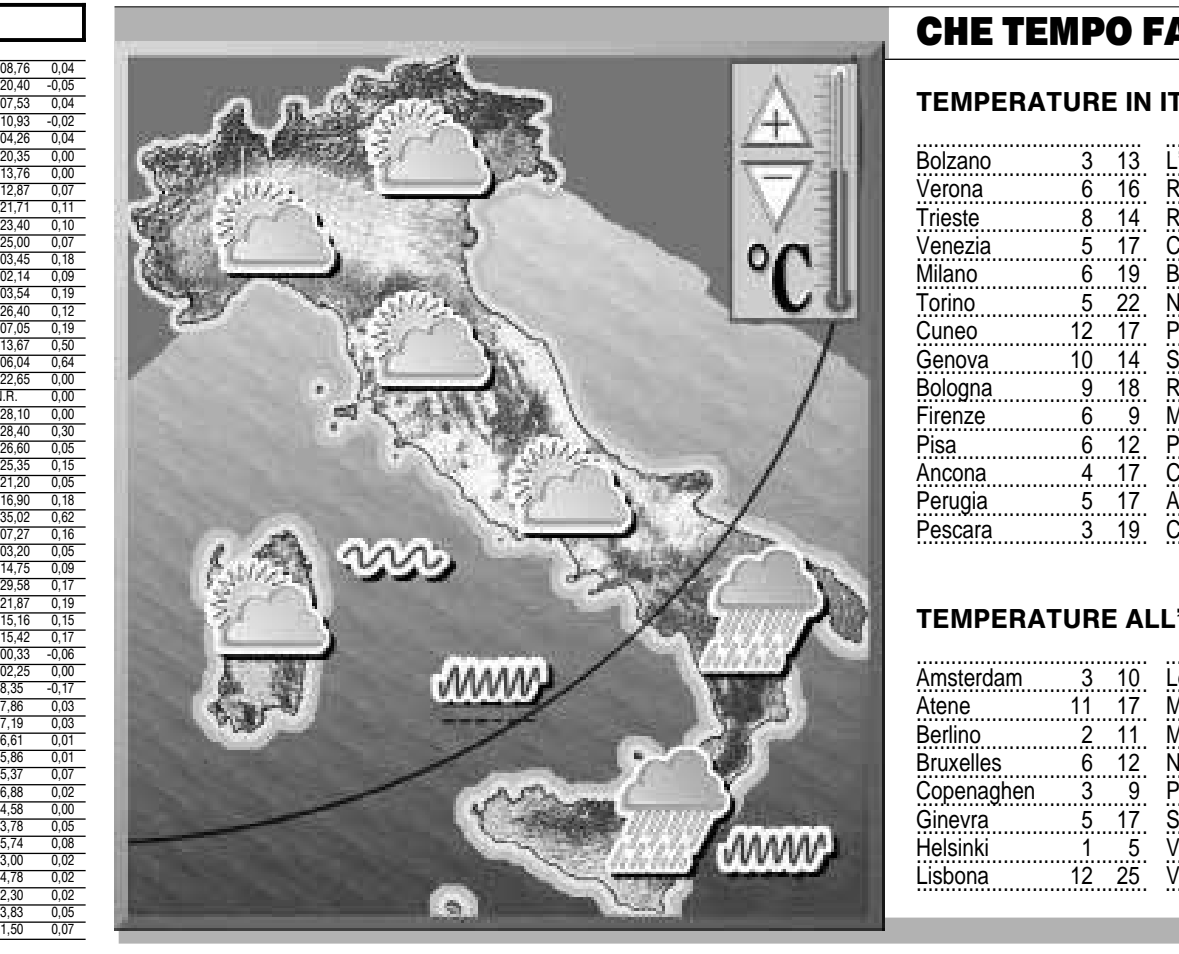 08,76 0,04
20,40 -0,05
07,53 0,04
10,93 -0,02
04,26 0,04
20,35 0,00
13,76 0,00
12,87 0,07
21,71 0,11
23,40 0,10
25,00 0,07
03,45 0,18
02,14 0,09
03,54 0,19
26,40 0,12
07,05 0,19
13,67 0,50
06,04 0,64
22,65 0,00
I.R. 0,00
28,10 0,00
28,40 0,30
26,60 0,05
25,35 0,15
21,20 0,05
16,90 0,18
35,02 0,62
07,27 0,16
03,20 0,05
14,75 0,09
29,58 0,17
21,87 0,19
15,16 0,15
15,42 0,17
00,33 -0,06
02,25 0,00
8,35 -0,17
7,86 0,03
7,19 0,03
6,61 0,01
5,86 0,01
5,37 0,07
6,88 0,02
4,58 0,00
3,78 0,05
5,74 0,08
3,00 0,02
4,78 0,02
2,30 0,02
3,83 0,05
1,50 0,07
+
−
°C
CHE TEMPO FA
TEMPERATURE IN IT
Bolzano 3 13 L'
Verona 6 16 R
Trieste 8 14 R
Venezia 5 17 C
Milano 6 19 B
Torino 5 22 N
Cuneo 12 17 P
Genova 10 14 S
Bologna 9 18 R
Firenze 6 9 M
Pisa 6 12 P
Ancona 4 17 C
Perugia 5 17 A
Pescara 3 19 C
TEMPERATURE ALL'
Amsterdam 3 10 Lo
Atene 11 17 M
Berlino 2 11 M
Bruxelles 6 12 N
Copenaghen 3 9 P
Ginevra 5 17 S
Helsinki 1 5 V
Lisbona 12 25 V